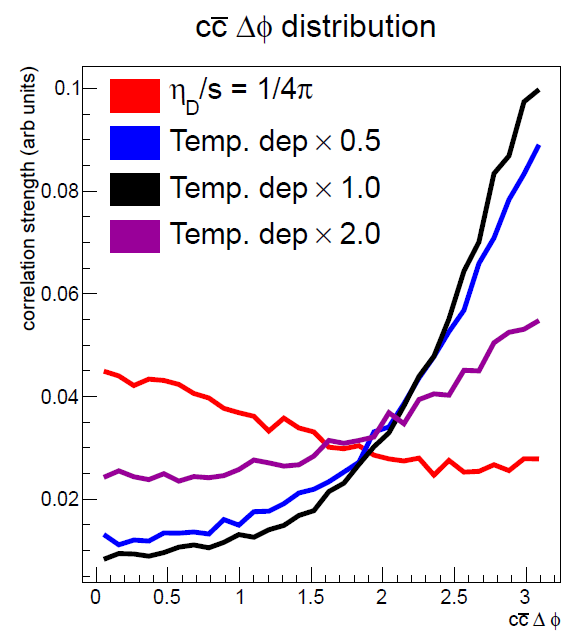 cc̅ Δϕ distribution
correlation strength (arb units)
η_D/s = 1/4π
Temp. dep × 0.5
Temp. dep × 1.0
Temp. dep × 2.0
0.1
0.08
0.06
0.04
0.02
0 0.5 1 1.5 2 2.5 3
cc̅ Δ ϕ